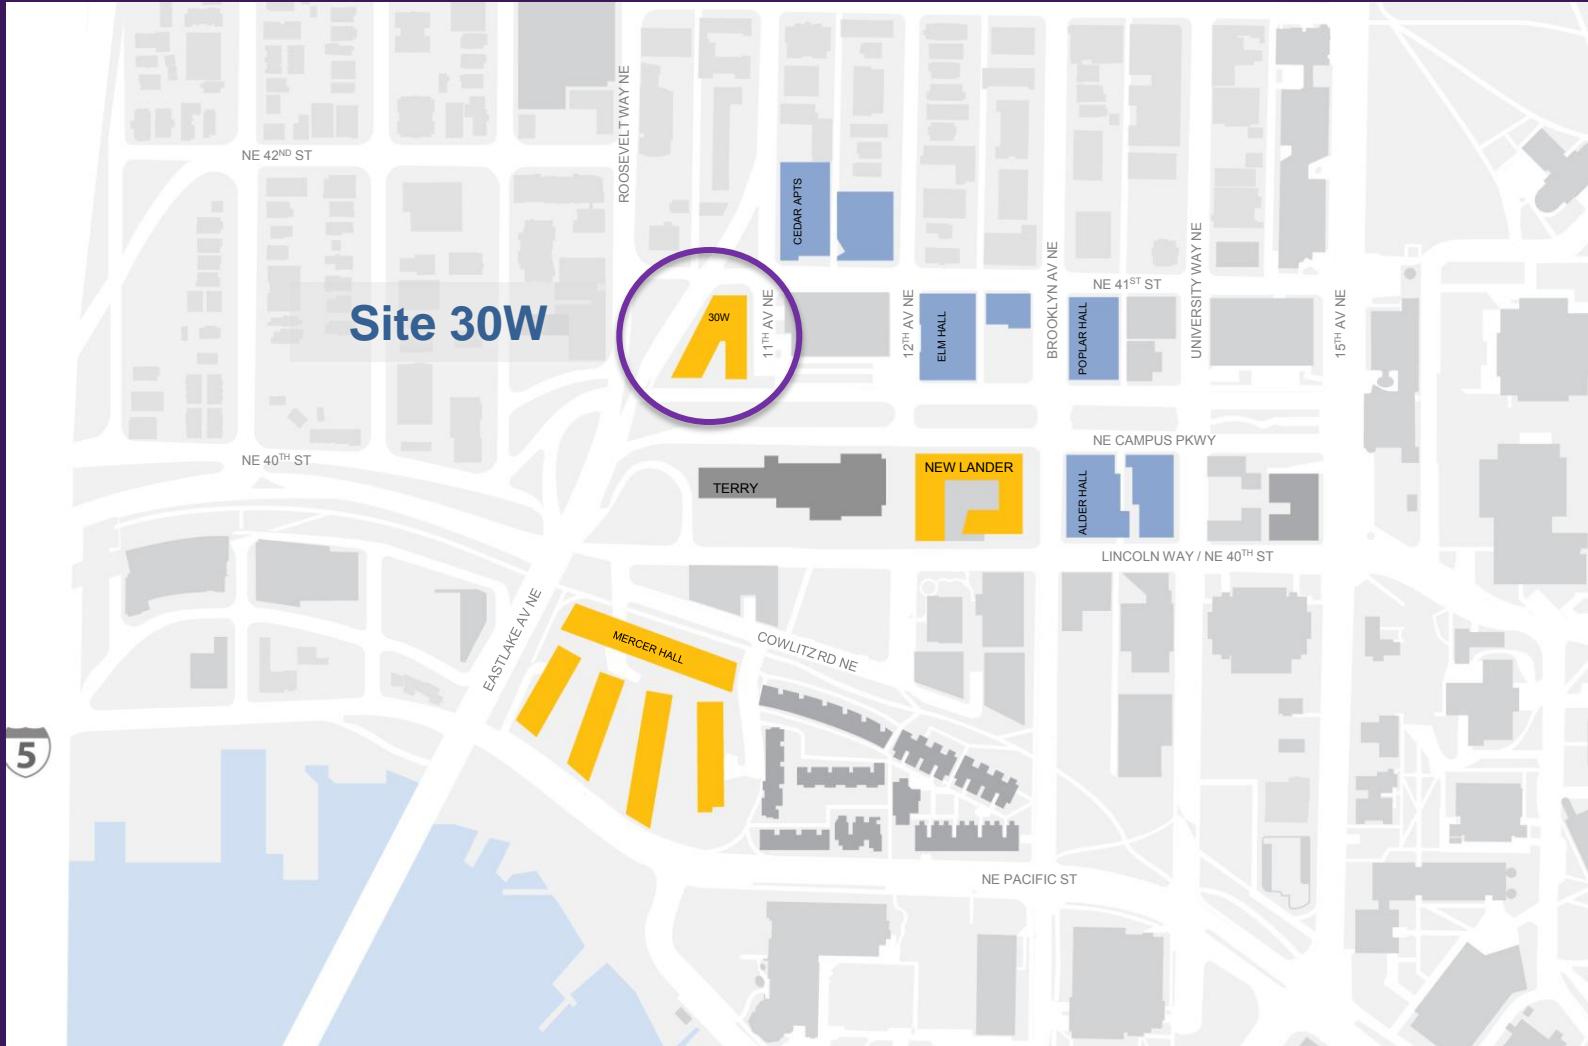 ROOSEVELT WAY NE
NE 42ND ST
CEDAR APTS
UNIVERSITY WAY NE
BROOKLYN AV NE
NE 41ST ST
Site 30W
30W
11TH AV NE
12TH AV NE
ELM HALL
POPLAR HALL
15TH AV NE
NE CAMPUS PKWY
NE 40TH ST
TERRY
NEW LANDER
ALDER HALL
LINCOLN WAY / NE 40TH ST
EASTLAKE AV NE
MERCER HALL
COWLITZ RD NE
5
NE PACIFIC ST